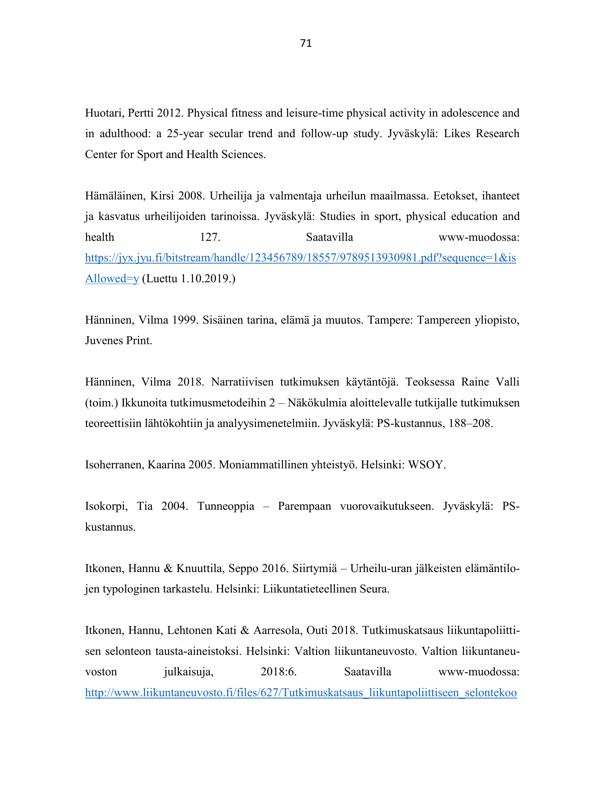 71
Huotari, Pertti 2012. Physical fitness and leisure-time physical activity in adolescence and
in adulthood: a 25-year secular trend and follow-up study. Jyväskylä: Likes Research
Center for Sport and Health Sciences.
Hämäläinen, Kirsi 2008. Urheilija ja valmentaja urheilun maailmassa. Eetokset, ihanteet
ja kasvatus urheilijoiden tarinoissa. Jyväskylä: Studies in sport, physical education and
health 127. Saatavilla www-muodossa:
https://jyx.jyu.fi/bitstream/handle/123456789/18557/9789513930981.pdf?sequence=1&is
Allowed=y (Luettu 1.10.2019.)
Hänninen, Vilma 1999. Sisäinen tarina, elämä ja muutos. Tampere: Tampereen yliopisto,
Juvenes Print.
Hänninen, Vilma 2018. Narratiivisen tutkimuksen käytäntöjä. Teoksessa Raine Valli
(toim.) Ikkunoita tutkimusmetodeihin 2 – Näkökulmia aloittelevalle tutkijalle tutkimuksen
teoreettisiin lähtökohtiin ja analyysimenetelmiin. Jyväskylä: PS-kustannus, 188–208.
Isoherranen, Kaarina 2005. Moniammatillinen yhteistyö. Helsinki: WSOY.
Isokorpi, Tia 2004. Tunneoppia – Parempaan vuorovaikutukseen. Jyväskylä: PS-
kustannus.
Itkonen, Hannu & Knuuttila, Seppo 2016. Siirtymiä – Urheilu-uran jälkeisten elämäntilo-
jen typologinen tarkastelu. Helsinki: Liikuntatieteellinen Seura.
Itkonen, Hannu, Lehtonen Kati & Aarresola, Outi 2018. Tutkimuskatsaus liikuntapoliitti-
sen selonteon tausta-aineistoksi. Helsinki: Valtion liikuntaneuvosto. Valtion liikuntaneu-
voston julkaisuja, 2018:6. Saatavilla www-muodossa:
http://www.liikuntaneuvosto.fi/files/627/Tutkimuskatsaus_liikuntapoliittiseen_selontekoo